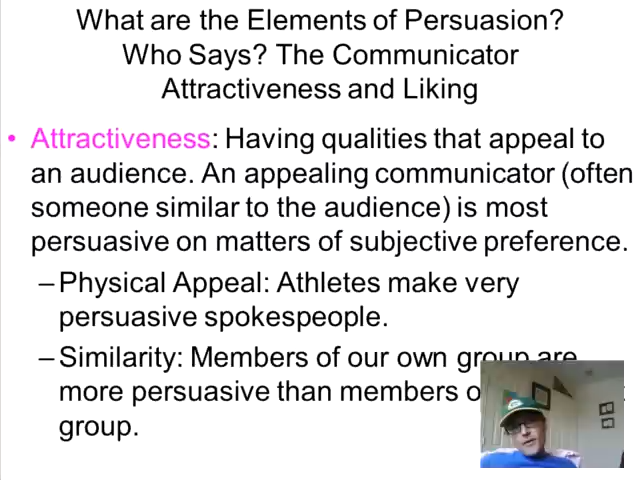 What are the Elements of Persuasion?
Who Says? The Communicator
Attractiveness and Liking
• Attractiveness: Having qualities that appeal to
an audience. An appealing communicator (often
someone similar to the audience) is most
persuasive on matters of subjective preference.
–Physical Appeal: Athletes make very
persuasive spokespeople.
–Similarity: Members of our own group are
more persuasive than members
group.